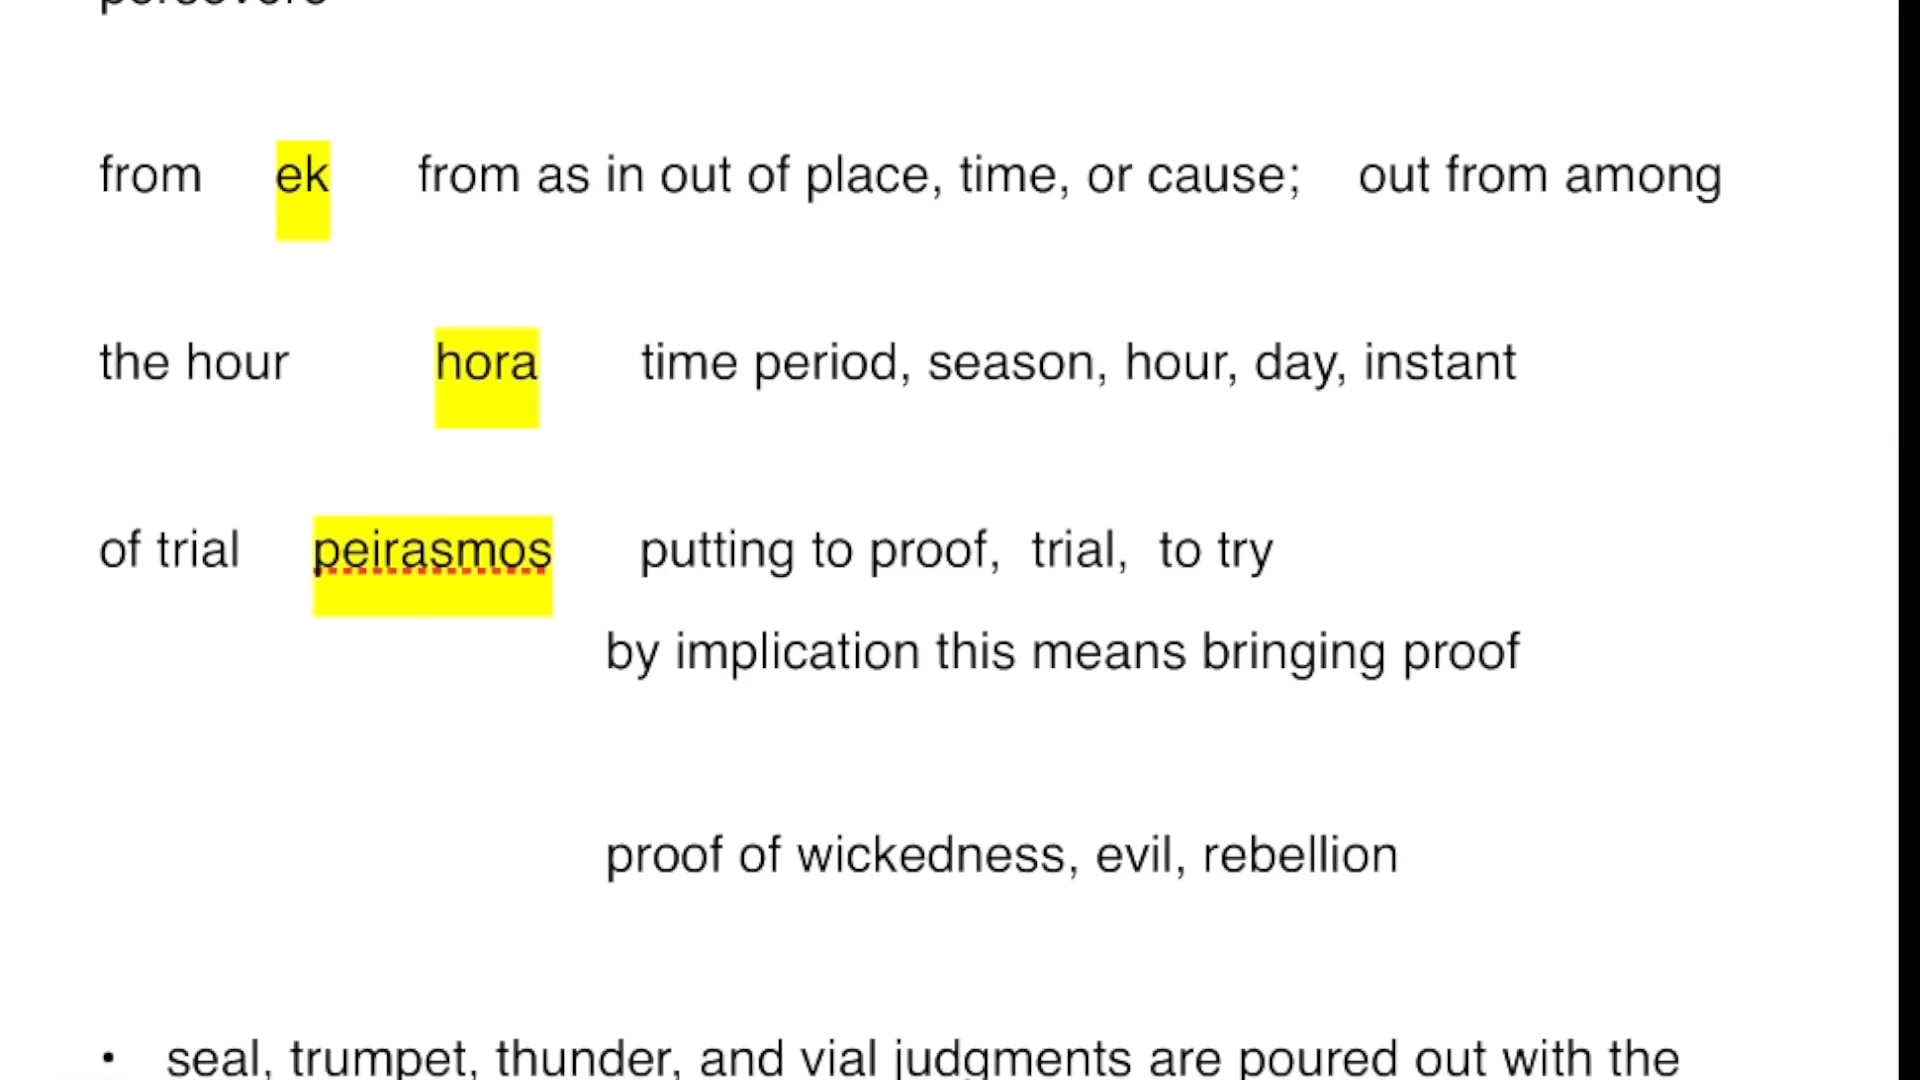 persevere
from ek from as in out of place, time, or cause; out from among
the hour hora time period, season, hour, day, instant
of trial peirasmos putting to proof, trial, to try
by implication this means bringing proof
proof of wickedness, evil, rebellion
• seal, trumpet, thunder, and vial judgments are poured out with the